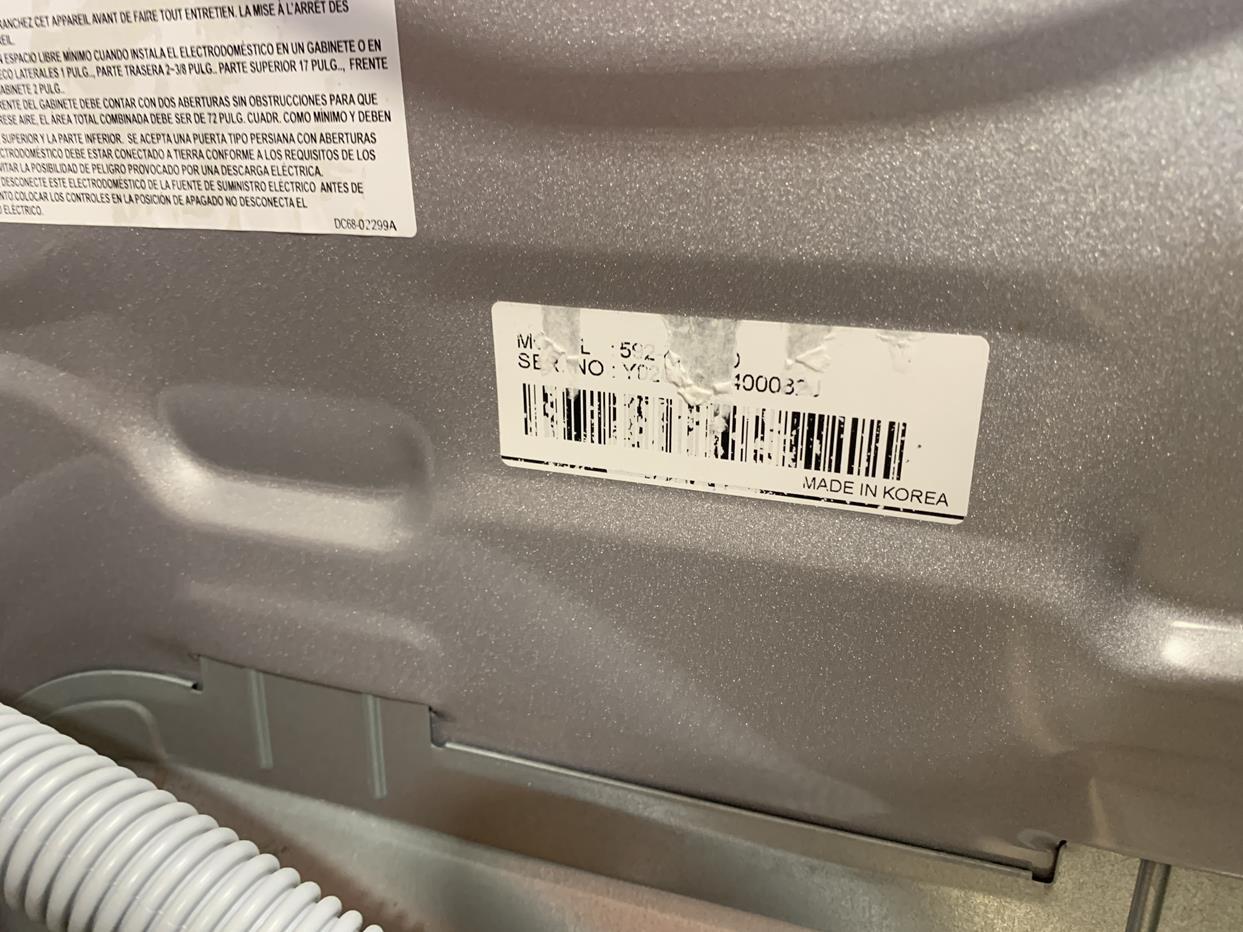 RANCHEZ CET APPAREIL AVANT DE FAIRE TOUT ENTRETIEN. LA MISE À L'ARRÊT DES
EIL.
ESPACIO LIBRE MÍNIMO CUANDO INSTALA EL ELECTRODOMÉSTICO EN UN GABINETE O EN
ECO LATERALES 1 PULG.., PARTE TRASERA 2-3/8 PULG.. PARTE SUPERIOR 17 PULG.., FRENTE
ABINETE 2 PULG..
RENTE DEL GABINETE DEBE CONTAR CON DOS ABERTURAS SIN OBSTRUCCIONES PARA QUE
RESE AIRE, EL ÁREA TOTAL COMBINADA DEBE SER DE 72 PULG. CUADR. COMO MÍNIMO Y DEBEN
SUPERIOR Y LA PARTE INFERIOR. SE ACEPTA UNA PUERTA TIPO PERSIANA CON ABERTURAS
CTRODOMÉSTICO DEBE ESTAR CONECTADO A TIERRA CONFORME A LOS REQUISITOS DE LOS
VITAR LA POSIBILIDAD DE PELIGRO PROVOCADO POR UNA DESCARGA ELÉCTRICA.
DESCONECTE ESTE ELECTRODOMÉSTICO DE LA FUENTE DE SUMINISTRO ELÉCTRICO ANTES DE
NTO.COLOCAR LOS CONTROLES EN LA POSICIÓN DE APAGADO NO DESCONECTA EL
O ELÉCTRICO.
DC68-02299A
: 592
SER. NO :
MADE IN KOREA